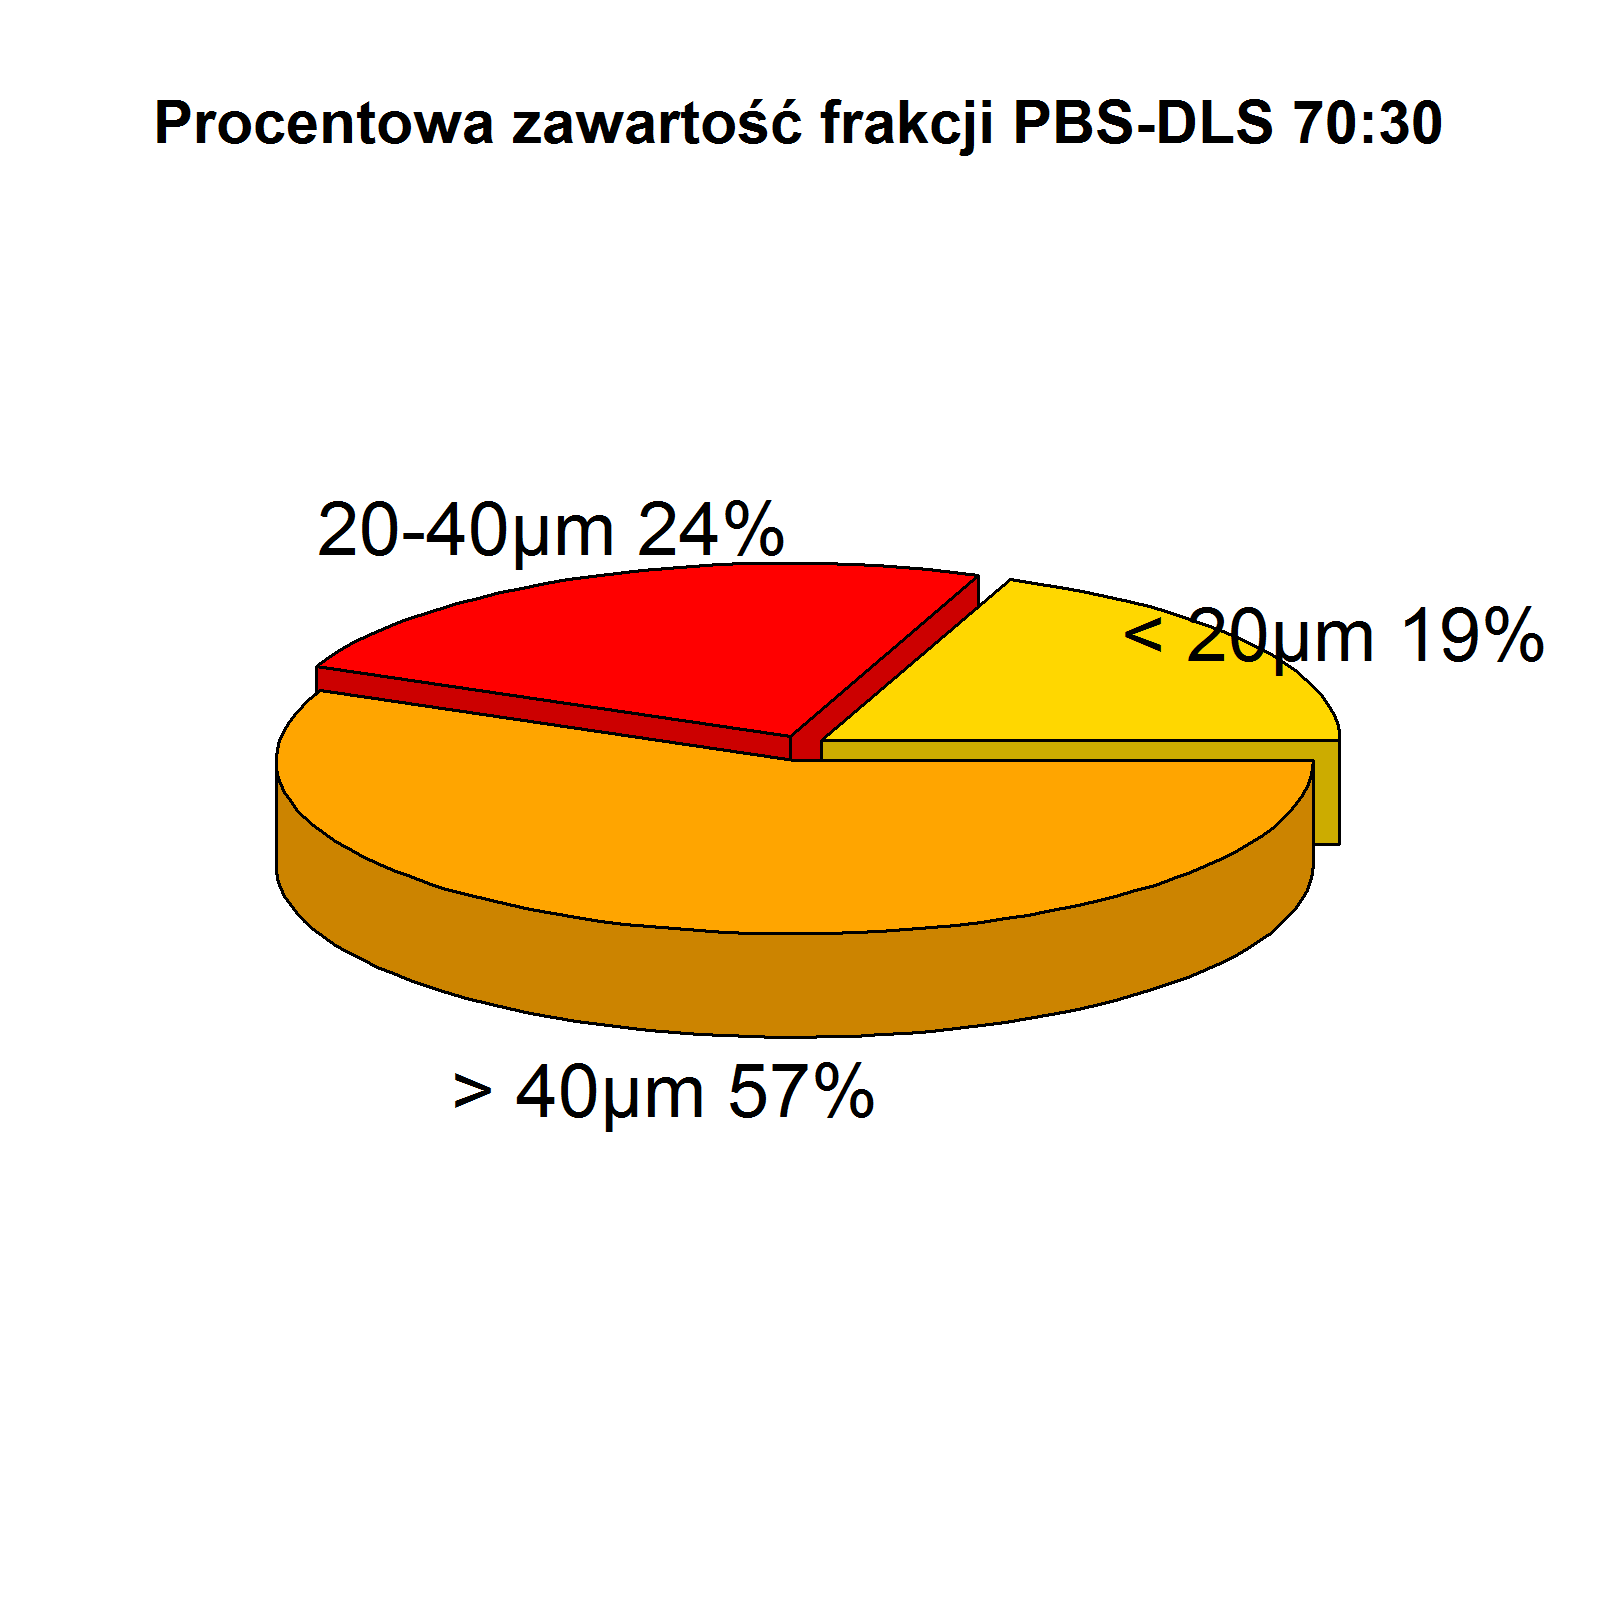 Procentowa zawartość frakcji PBS-DLS 70:30
20-40µm 24%
< 20µm 19%
> 40µm 57%